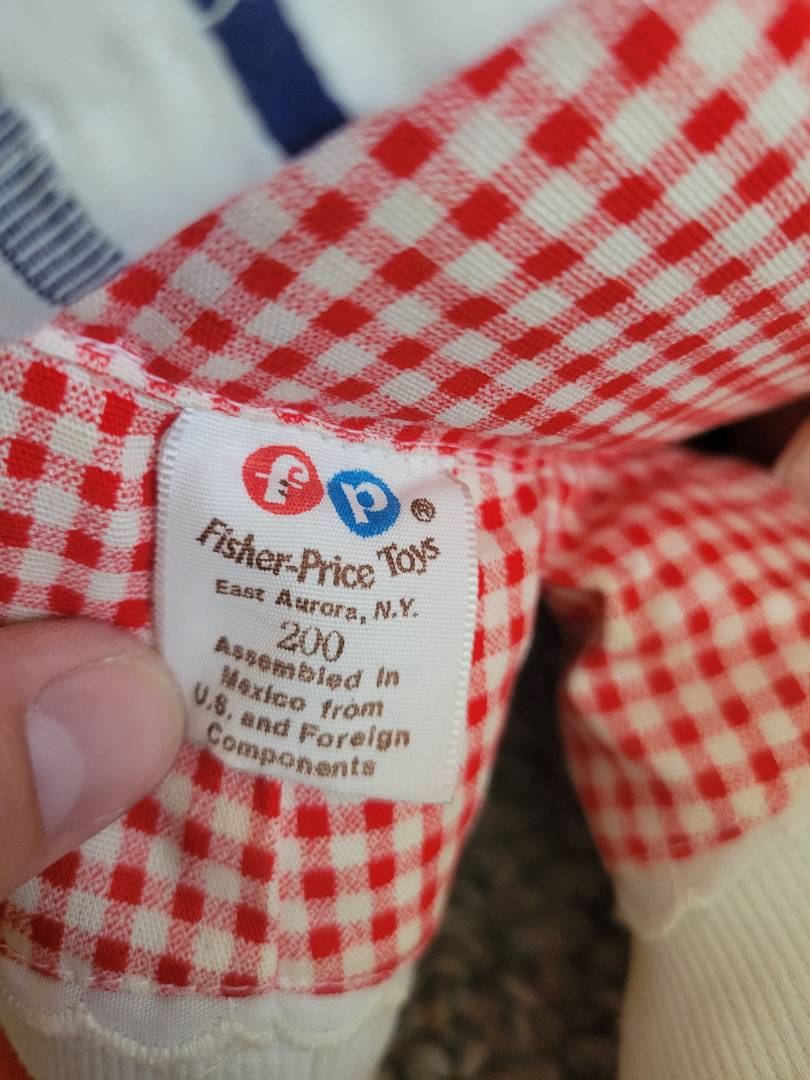 fp®
Fisher-Price Toys
East Aurora, N.Y.
200
Assembled in
Mexico from
U.S. and Foreign
Components